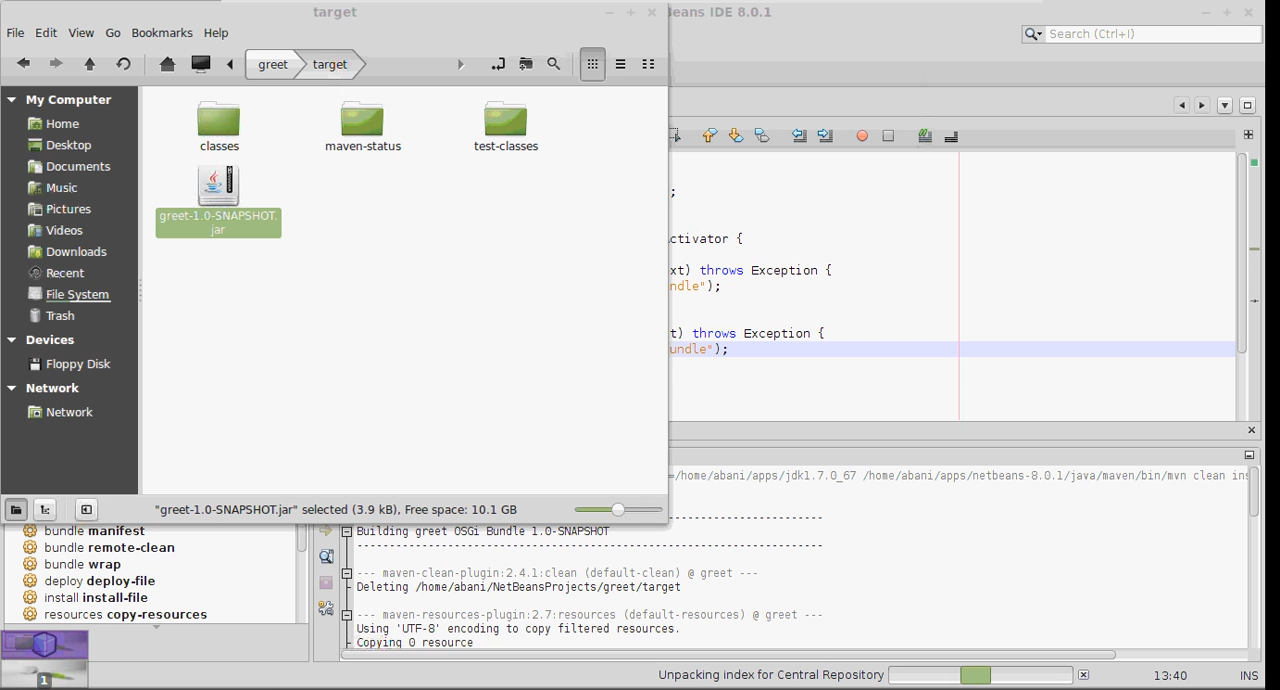 target
File Edit View Go Bookmarks Help
greet target
My Computer
Home
Desktop
Documents
Music
Pictures
Videos
Downloads
Recent
File System
Trash
Devices
Floppy Disk
Network
Network
classes
maven-status
test-classes
greet-1.0-SNAPSHOT.
jar
"greet-1.0-SNAPSHOT.jar" selected (3.9 kB), Free space: 10.1 GB
Beans IDE 8.0.1
Search (Ctrl+I)
;
ctivator {
xt) throws Exception {
ndle");
t) throws Exception {
undle");
=/home/abani/apps/jdk1.7.0_67 /home/abani/apps/netbeans-8.0.1/java/maven/bin/mvn clean ins
------------------------------------------------------------------------
Building greet OSGi Bundle 1.0-SNAPSHOT
------------------------------------------------------------------------
--- maven-clean-plugin:2.4.1:clean (default-clean) @ greet ---
Deleting /home/abani/NetBeansProjects/greet/target
--- maven-resources-plugin:2.7:resources (default-resources) @ greet ---
Using 'UTF-8' encoding to copy filtered resources.
Copying 0 resource
bundle manifest
bundle remote-clean
bundle wrap
deploy deploy-file
install install-file
resources copy-resources
1
Unpacking index for Central Repository
13:40
INS